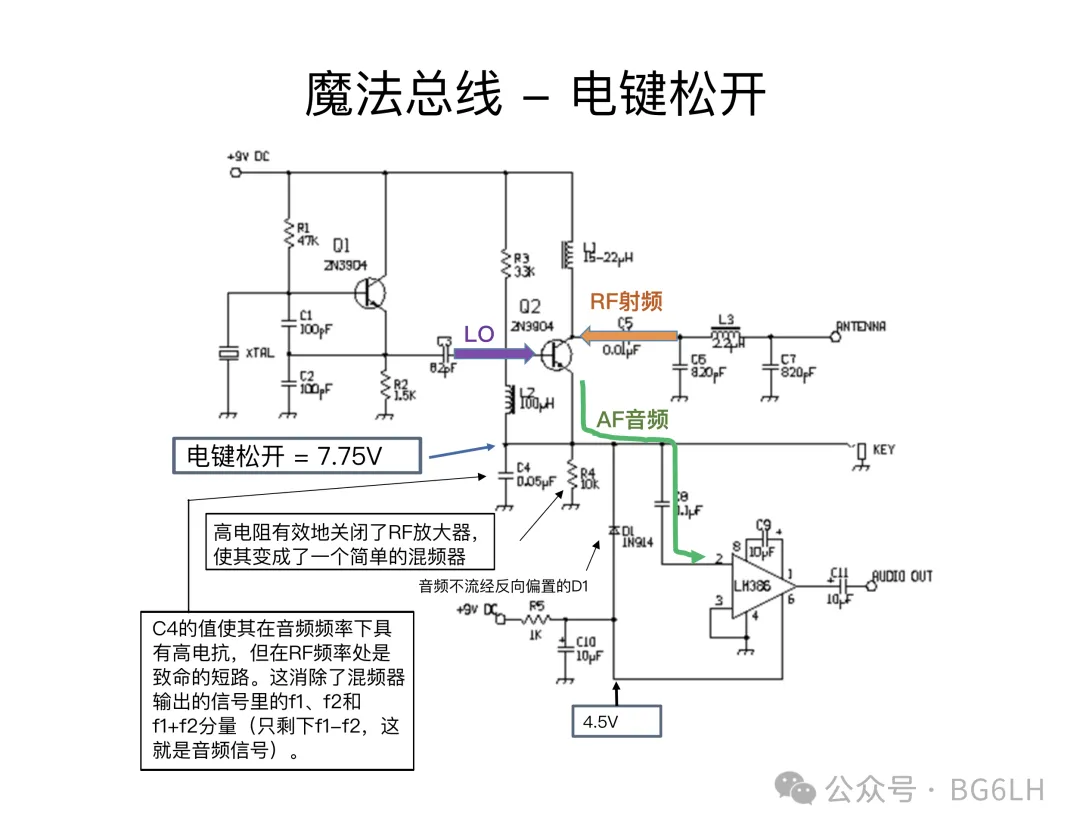 魔法总线 – 电键松开
+9V DC
R1
47K
Q1
2N3904
C1
100pF
XTAL
C2
100pF
R2
1.5K
LO
C3
82pF
R3
33K
Q2
2N3904
L1
15-22μH
RF射频
C5
0.01μF
L3
2.2μH
ANTENNA
C6
820pF
C7
820pF
L2
100μH
AF音频
KEY
电键松开 = 7.75V
C4
0.05μF
R4
10K
C8
0.1μF
高电阻有效地关闭了RF放大器，
使其变成了一个简单的混频器
D1
1N914
音频不流经反向偏置的D1
C9
+
10μF
8
2
1
LM386
3
4
6
C11
+
10μF
AUDIO OUT
+9V DC
R5
1K
+
C10
10μF
C4的值使其在音频频率下具
有高电抗，但在RF频率处是
致命的短路。这消除了混频器
输出的信号里的f1、f2和
f1+f2分量（只剩下f1–f2，这
就是音频信号）。
4.5V
公众号 · BG6LH